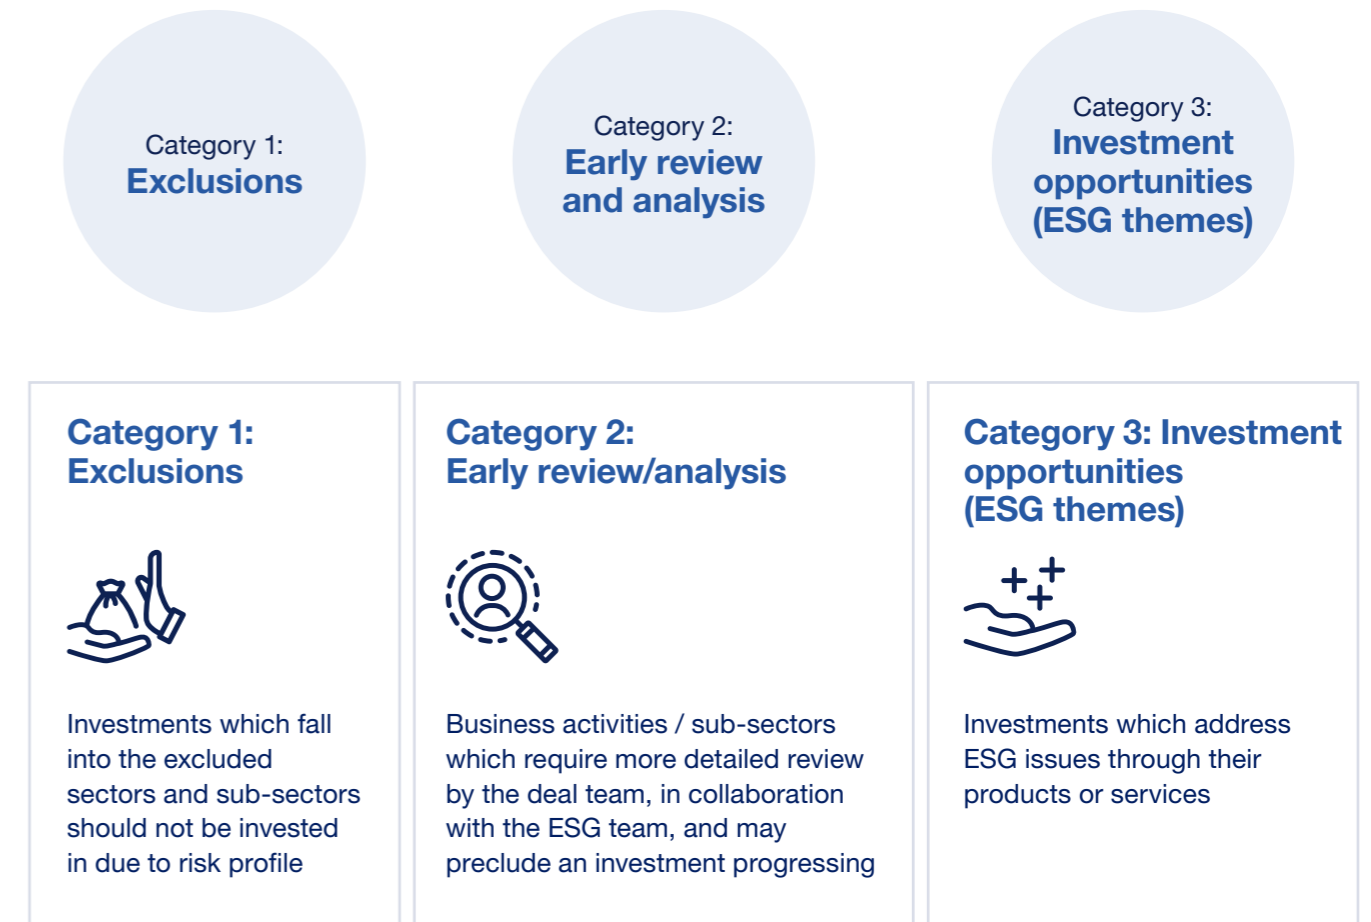 Category 1:
Exclusions
Category 2:
Early review
and analysis
Category 3:
Investment
opportunities
(ESG themes)
Category 1:
Exclusions
Investments which fall
into the excluded
sectors and sub-sectors
should not be invested
in due to risk profile
Category 2:
Early review/analysis
Business activities / sub-sectors
which require more detailed review
by the deal team, in collaboration
with the ESG team, and may
preclude an investment progressing
Category 3: Investment
opportunities
(ESG themes)
Investments which address
ESG issues through their
products or services